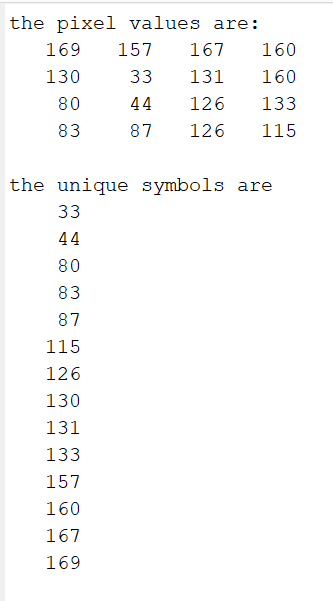 the pixel values are:
169 157 167 160
130 33 131 160
80 44 126 133
83 87 126 115
the unique symbols are
33
44
80
83
87
115
126
130
131
133
157
160
167
169